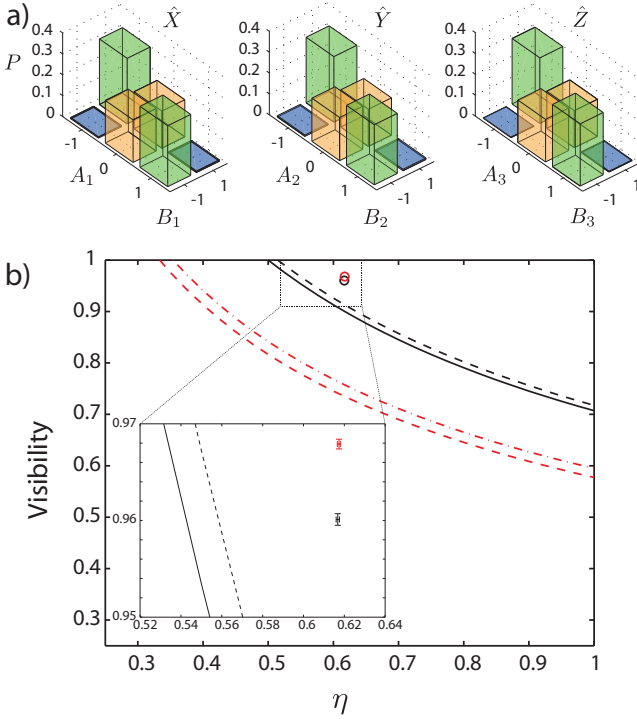 a)
X̂ Ŷ Ẑ
P
0.4 0.4 0.4
0.3 0.3 0.3
0.2 0.2 0.2
0.1 0.1 0.1
0 0 0
-1 0 1 -1 0 1 -1 0 1
-1 1 -1 1 -1 1
A₁ A₂ A₃
B₁ B₂ B₃
b)
1
0.9
0.8
0.7
0.6
0.5
0.4
0.3
Visibility
0.97
0.96
0.95
0.52 0.54 0.56 0.58 0.6 0.62 0.64
0.3 0.4 0.5 0.6 0.7 0.8 0.9 1
η